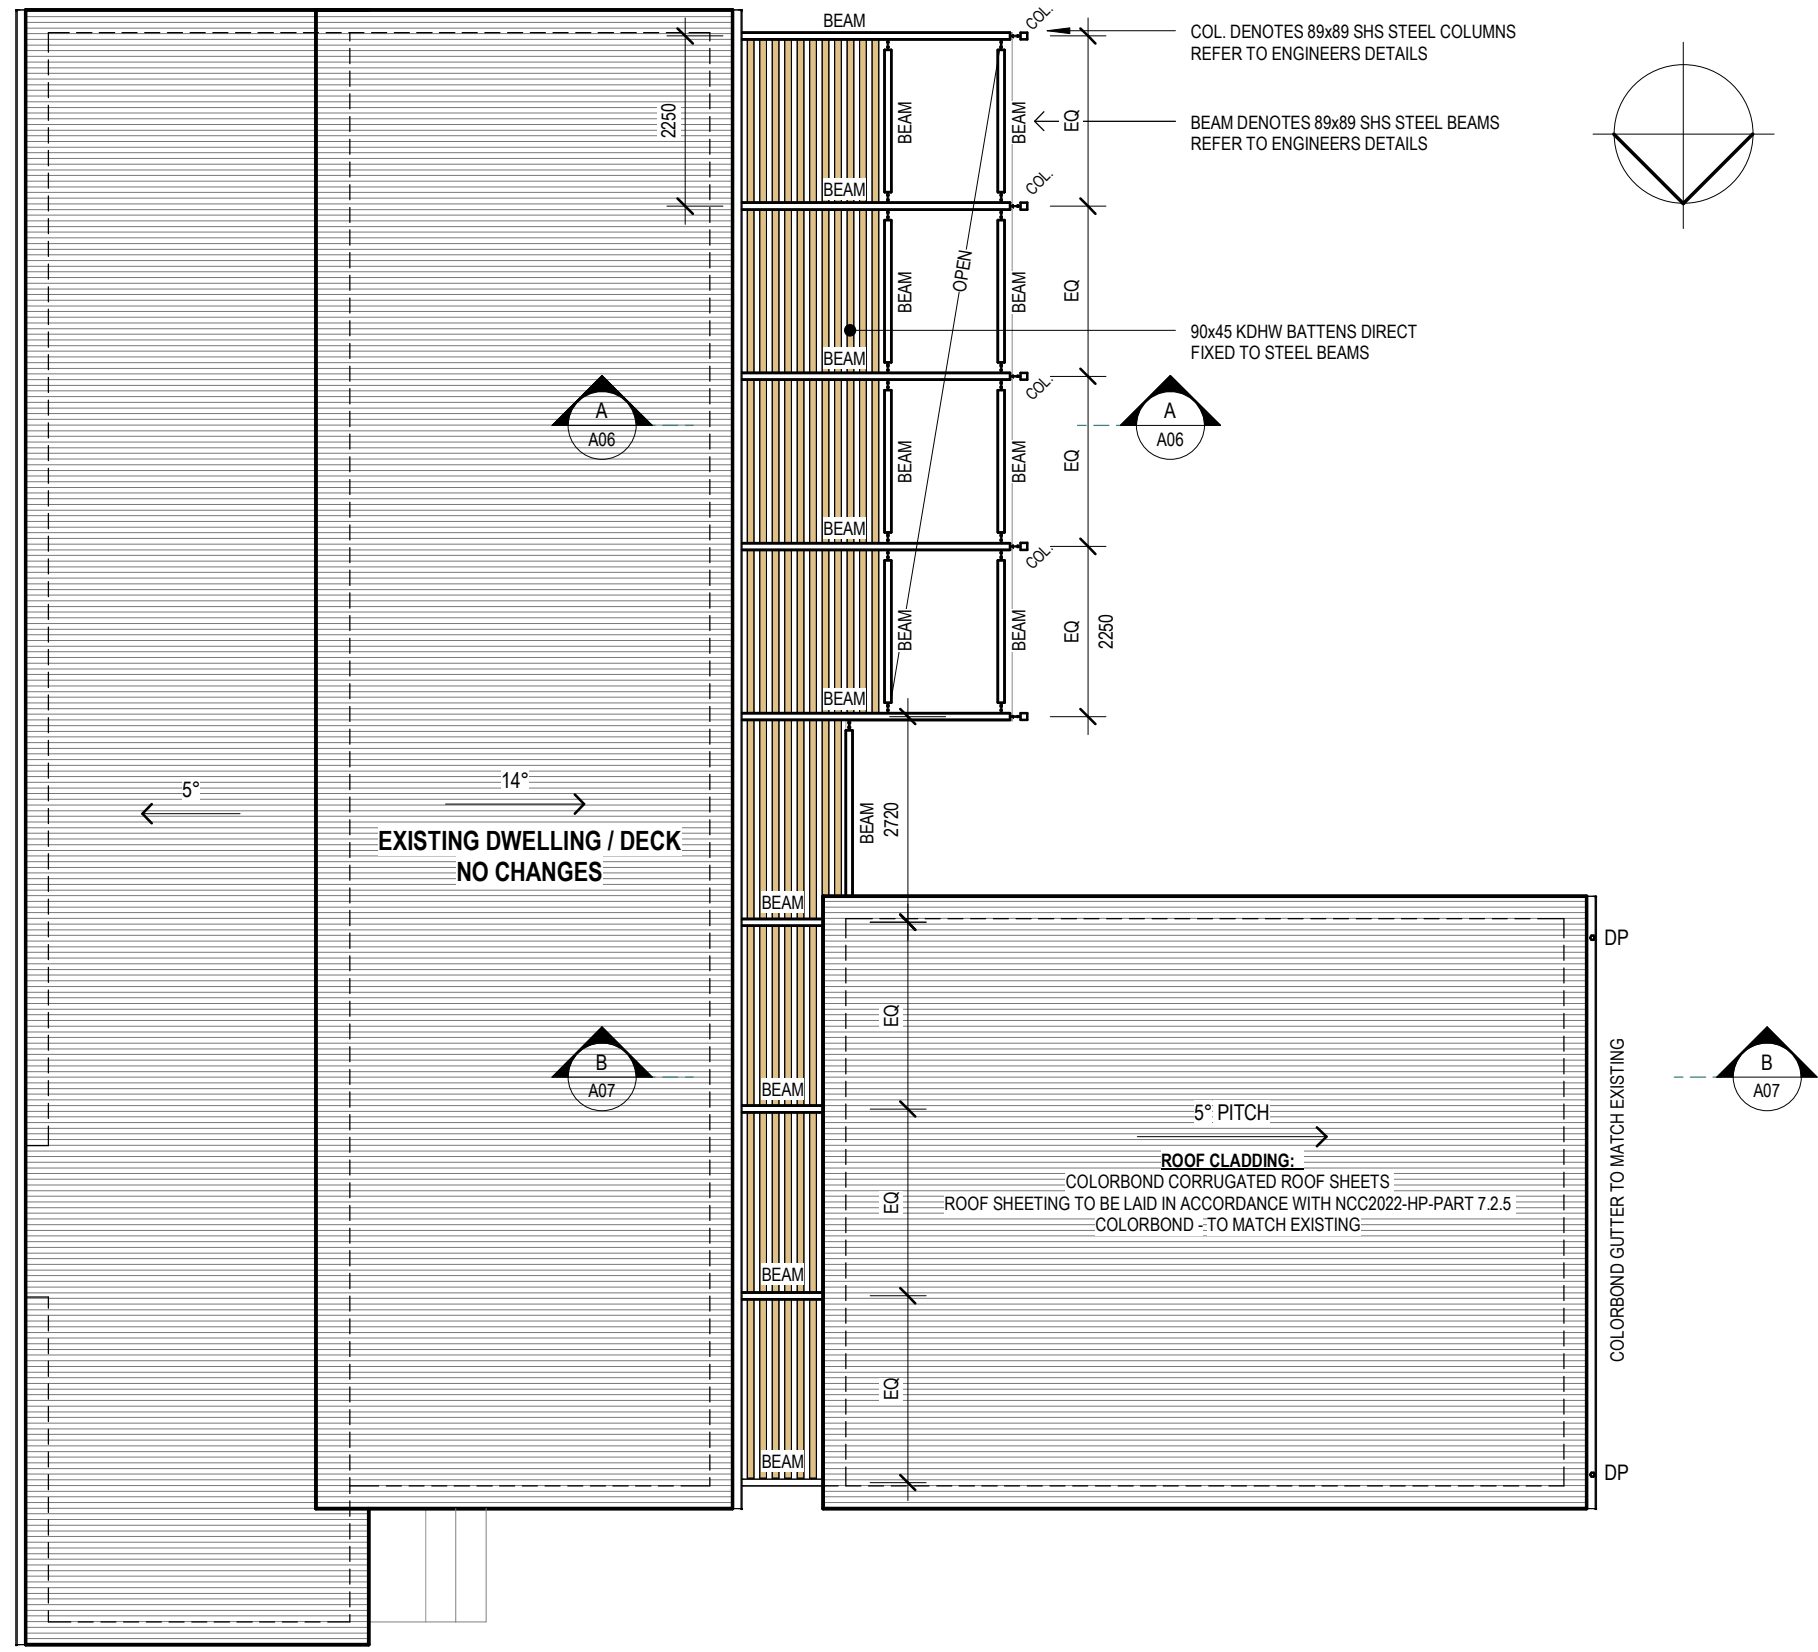 BEAM
COL.
COL. DENOTES 89x89 SHS STEEL COLUMNS
REFER TO ENGINEERS DETAILS
2250
BEAM
BEAM
EQ
BEAM DENOTES 89x89 SHS STEEL BEAMS
REFER TO ENGINEERS DETAILS
BEAM
COL.
OPEN
BEAM
BEAM
EQ
90x45 KDHW BATTENS DIRECT
FIXED TO STEEL BEAMS
BEAM
COL.
A
A06
A
A06
BEAM
BEAM
EQ
BEAM
COL.
BEAM
BEAM
EQ
2250
BEAM
5°
14°
EXISTING DWELLING / DECK
NO CHANGES
BEAM
2720
BEAM
DP
EQ
B
A07
BEAM
B
A07
5° PITCH
ROOF CLADDING:
COLORBOND CORRUGATED ROOF SHEETS
ROOF SHEETING TO BE LAID IN ACCORDANCE WITH NCC2022-HP-PART 7.2.5
COLORBOND - TO MATCH EXISTING
COLORBOND GUTTER TO MATCH EXISTING
EQ
BEAM
EQ
BEAM
DP